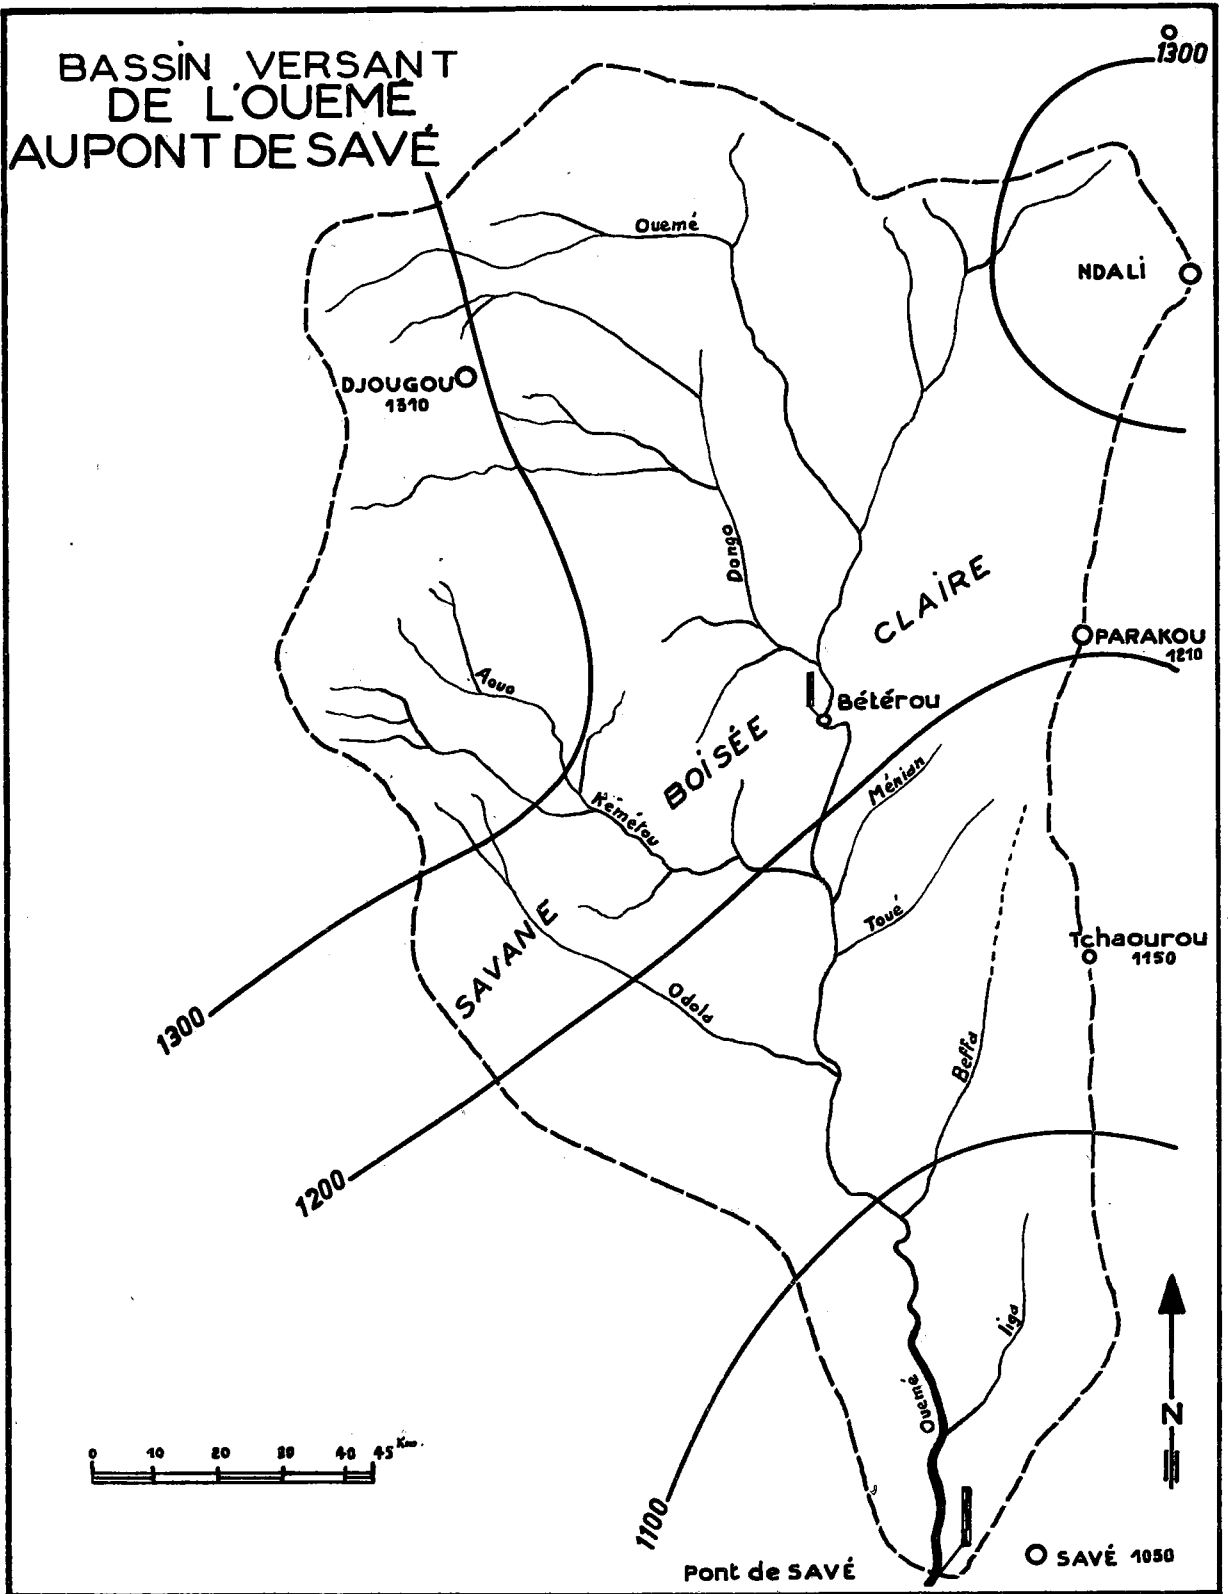 BASSIN VERSANT
DE L'OUEMÉ
AU PONT DE SAVÉ
1300
Ouemé
NDALI
DJOUGOU
1310
Dongo
CLAIRE
PARAKOU
1210
Aouo
Bétérou
BOISÉE
Ménian
Kémétou
Toué
SAVANE
Tchaourou
1150
Odola
1300
Beffa
1200
Iiga
Ouemé
N
0 10 20 30 40 45 Km.
1100
Pont de SAVÉ
SAVÉ 1050